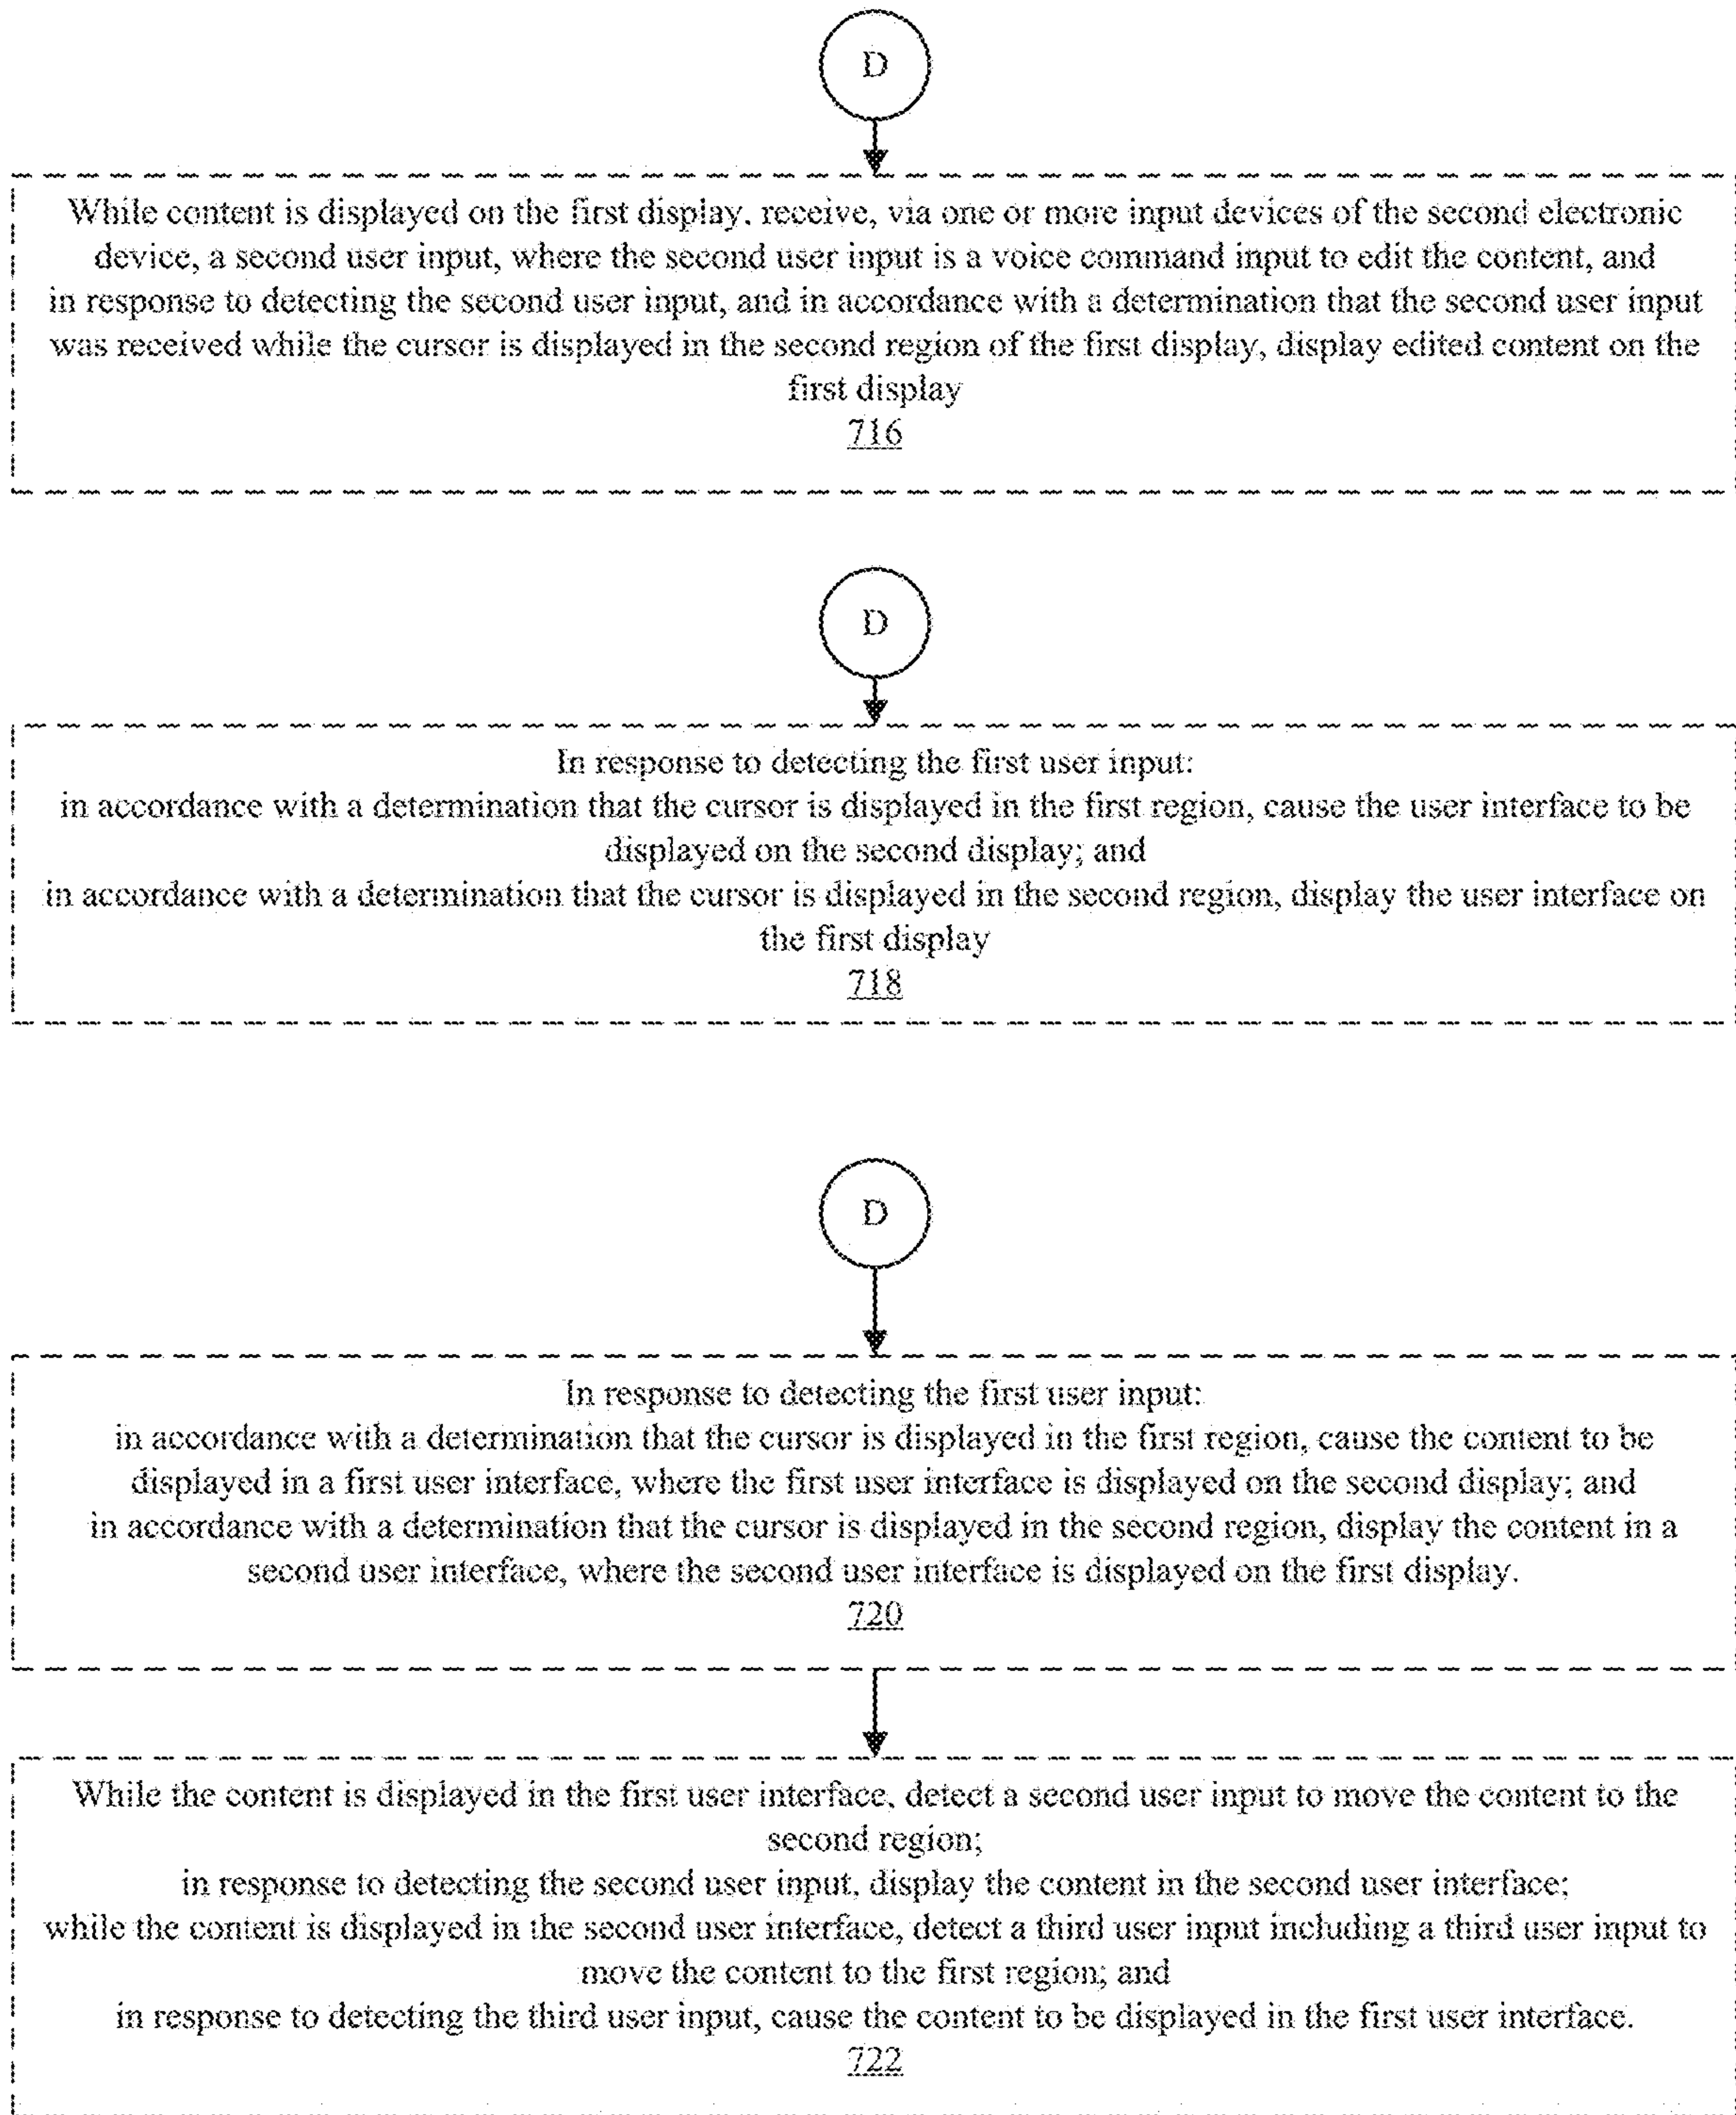 D
While content is displayed on the first display, receive, via one or more input devices of the second electronic
device, a second user input, where the second user input is a voice command input to edit the content, and
in response to detecting the second user input, and in accordance with a determination that the second user input
was received while the cursor is displayed in the second region of the first display, display edited content on the
first display
716
D
In response to detecting the first user input:
in accordance with a determination that the cursor is displayed in the first region, cause the user interface to be
displayed on the second display; and
in accordance with a determination that the cursor is displayed in the second region, display the user interface on
the first display
718
D
In response to detecting the first user input:
in accordance with a determination that the cursor is displayed in the first region, cause the content to be
displayed in a first user interface, where the first user interface is displayed on the second display; and
in accordance with a determination that the cursor is displayed in the second region, display the content in a
second user interface, where the second user interface is displayed on the first display.
720
While the content is displayed in the first user interface, detect a second user input to move the content to the
second region;
in response to detecting the second user input, display the content in the second user interface;
while the content is displayed in the second user interface, detect a third user input including a third user input to
move the content to the first region; and
in response to detecting the third user input, cause the content to be displayed in the first user interface.
722